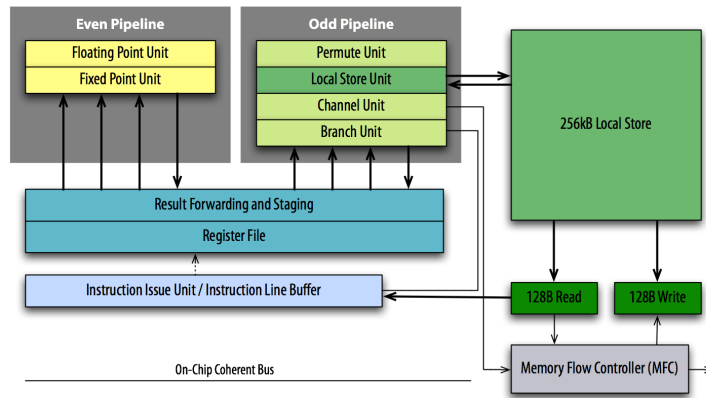 Even Pipeline
Floating Point Unit
Fixed Point Unit
Odd Pipeline
Permute Unit
Local Store Unit
Channel Unit
Branch Unit
256kB Local Store
Result Forwarding and Staging
Register File
Instruction Issue Unit / Instruction Line Buffer
128B Read
128B Write
On-Chip Coherent Bus
Memory Flow Controller (MFC)